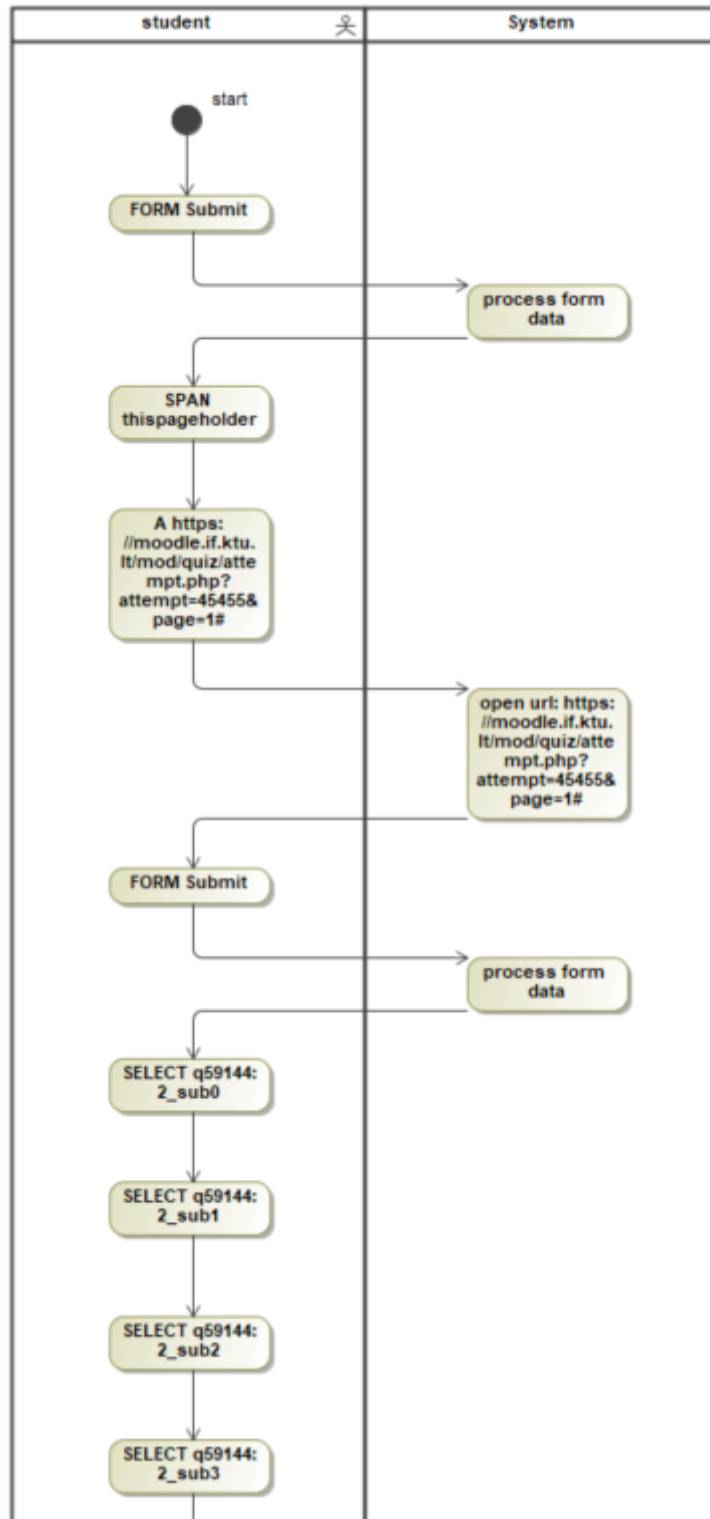 student
System
start
FORM Submit
process form
data
SPAN
thispageholder
A https:
//moodle.if.ktu.
lt/mod/quiz/atte
mpt.php?
attempt=45455&
page=1#
open url: https:
//moodle.if.ktu.
lt/mod/quiz/atte
mpt.php?
attempt=45455&
page=1#
FORM Submit
process form
data
SELECT q59144:
2_sub0
SELECT q59144:
2_sub1
SELECT q59144:
2_sub2
SELECT q59144:
2_sub3